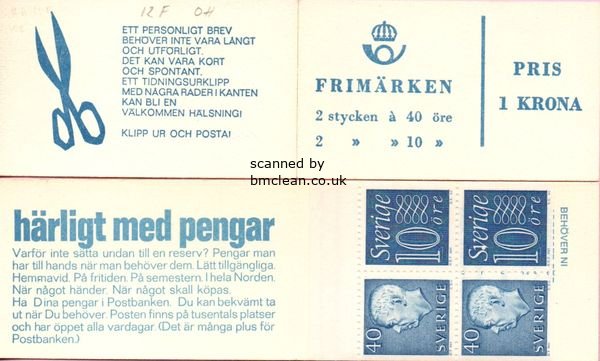 12 F OH
ETT PERSONLIGT BREV
BEHÖVER INTE VARA LÅNGT
OCH UTFÖRLIGT.
DET KAN VARA KORT
OCH SPONTANT.
ETT TIDNINGSURKLIPP
MED NÅGRA RADER I KANTEN
KAN BLI EN
VÄLKOMMEN HÄLSNING!
KLIPP UR OCH POSTA!
FRIMÄRKEN
2 stycken à 40 öre
2 » » 10 »
PRIS
1 KRONA
scanned by
bmclean.co.uk
härligt med pengar
Varför inte sätta undan till en reserv? Pengar man
har till hands när man behöver dem. Lätt tillgängliga.
Hemmavid. På fritiden. På semestern. I hela Norden.
När något händer. När något skall köpas.
Ha Dina pengar i Postbanken. Du kan bekvämt ta
ut när Du behöver. Posten finns på tusentals platser
och har öppet alla vardagar. (Det är många plus för
Postbanken.)
Sverige 10 öre
Sverige 10 öre
40 SVERIGE
40 SVERIGE
BEHÖVER NI